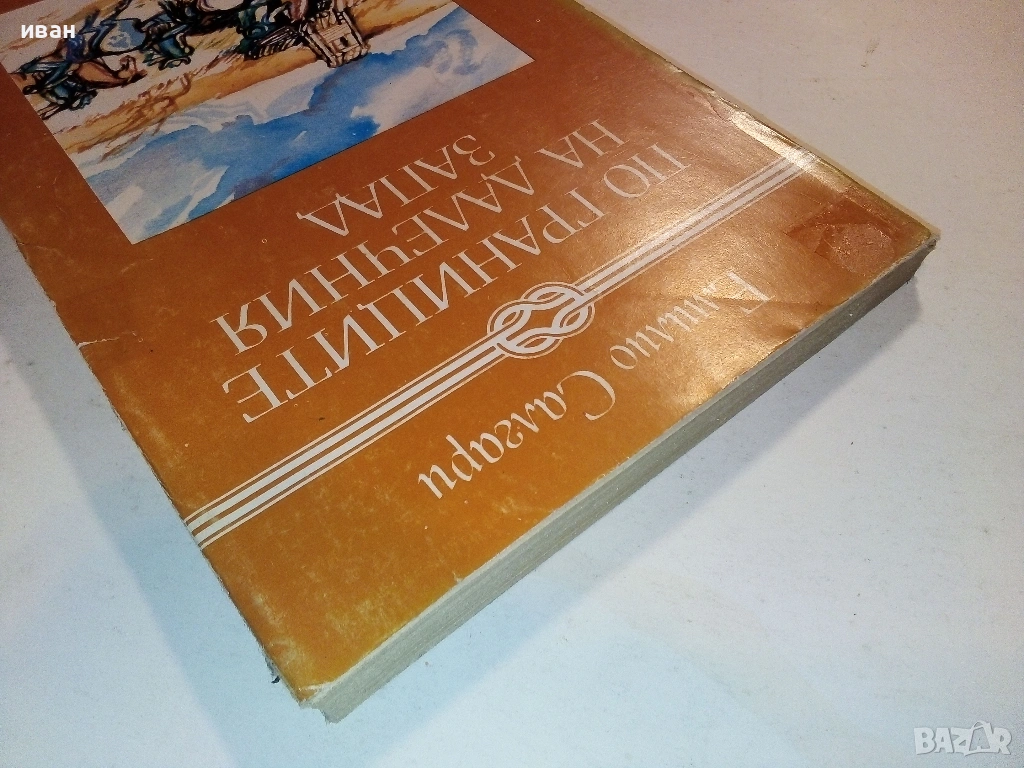 иван
Емилио Салгари
ПО ГРАНИЦИТЕ
НА ДАЛЕЧНИЯ
ЗАПАД
BAZAR